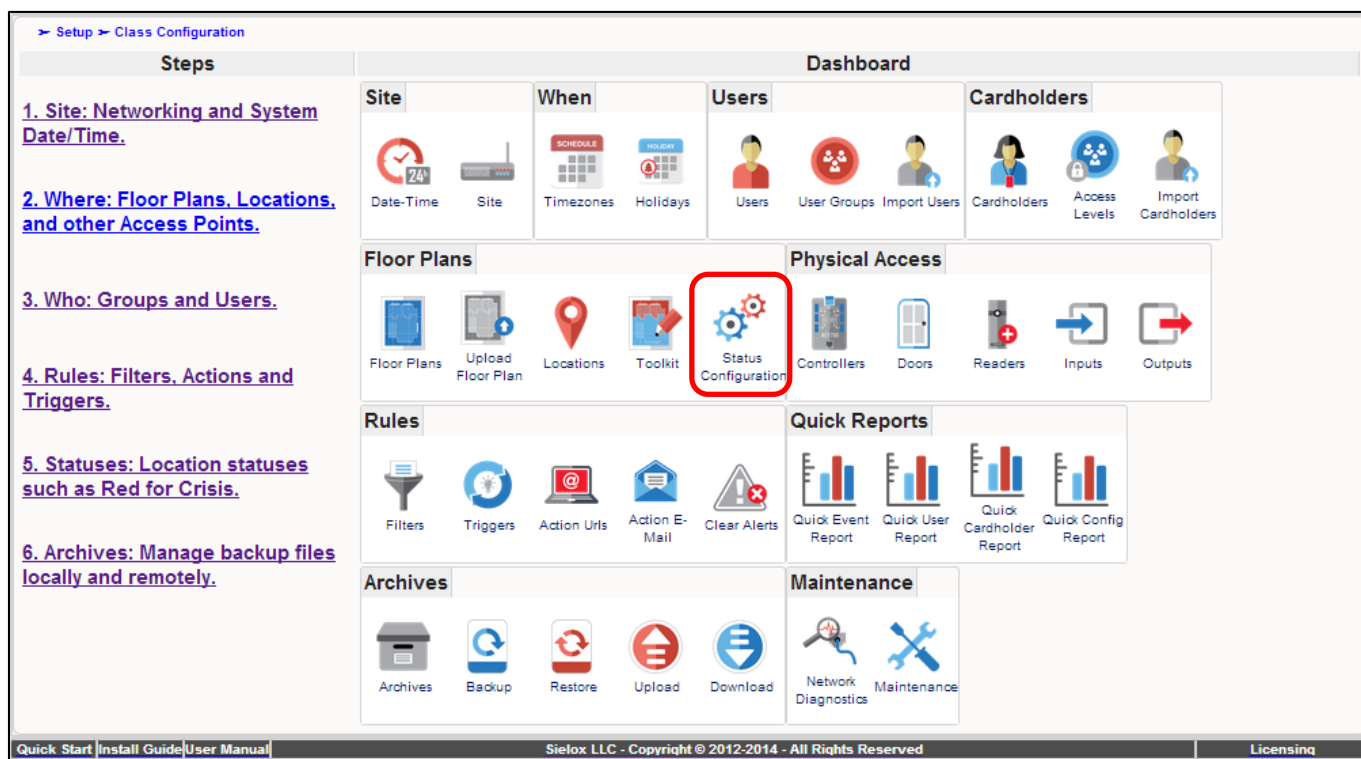 ➣ Setup ➣ Class Configuration
Steps
Dashboard
1. Site: Networking and System
Date/Time.
2. Where: Floor Plans, Locations,
and other Access Points.
3. Who: Groups and Users.
4. Rules: Filters, Actions and
Triggers.
5. Statuses: Location statuses
such as Red for Crisis.
6. Archives: Manage backup files
locally and remotely.
Site
24h
Date-Time
Site
When
SCHEDULE
Timezones
HOLIDAY
Holidays
Users
Users
User Groups
Import Users
Cardholders
Cardholders
Access
Levels
Import
Cardholders
Floor Plans
Floor Plans
Upload
Floor Plan
Locations
Toolkit
Status
Configuration
Physical Access
Controllers
Doors
Readers
Inputs
Outputs
Rules
Filters
Triggers
@
Action Urls
Action E-
Mail
Clear Alerts
Quick Reports
Quick Event
Report
Quick User
Report
Quick
Cardholder
Report
Quick Config
Report
Archives
Archives
Backup
Restore
Upload
Download
Maintenance
Network
Diagnostics
Maintenance
Quick Start Install Guide User Manual
Sielox LLC - Copyright © 2012-2014 - All Rights Reserved
Licensing